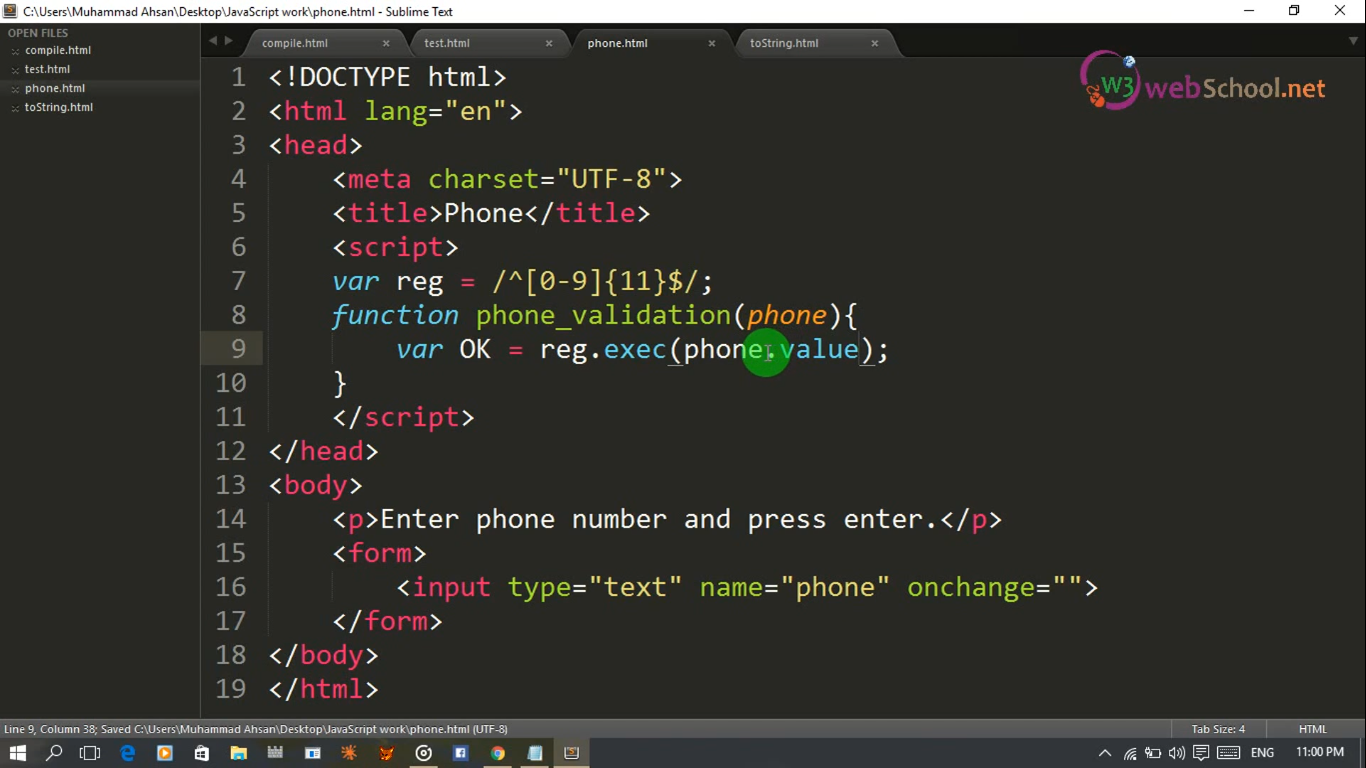 C:\Users\Muhammad Ahsan\Desktop\JavaScript work\phone.html - Sublime Text
OPEN FILES
compile.html
test.html
phone.html
toString.html
compile.html test.html phone.html toString.html
W3 webSchool.net
1 <!DOCTYPE html>
2 <html lang="en">
3 <head>
4 <meta charset="UTF-8">
5 <title>Phone</title>
6 <script>
7 var reg = /^[0-9]{11}$/;
8 function phone_validation(phone){
9 var OK = reg.exec(phone.value);
10 }
11 </script>
12 </head>
13 <body>
14 <p>Enter phone number and press enter.</p>
15 <form>
16 <input type="text" name="phone" onchange="">
17 </form>
18 </body>
19 </html>
Line 9, Column 38; Saved C:\Users\Muhammad Ahsan\Desktop\JavaScript work\phone.html (UTF-8) Tab Size: 4 HTML
ENG 11:00 PM